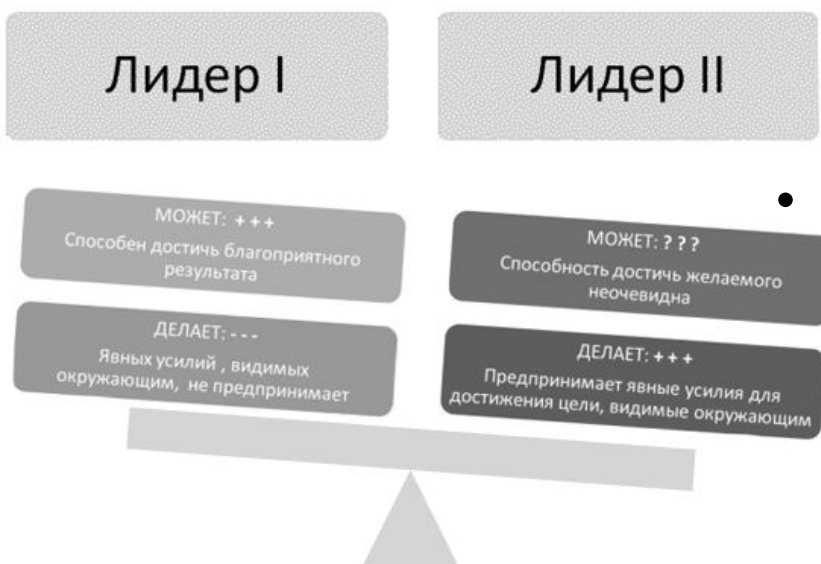 Лидер I
Лидер II
МОЖЕТ: + + +
Способен достичь благоприятного
результата
МОЖЕТ: ? ? ?
Способность достичь желаемого
неочевидна
ДЕЛАЕТ: - - -
Явных усилий , видимых
окружающим, не предпринимает
ДЕЛАЕТ: + + +
Предпринимает явные усилия для
достижения цели, видимые окружающим